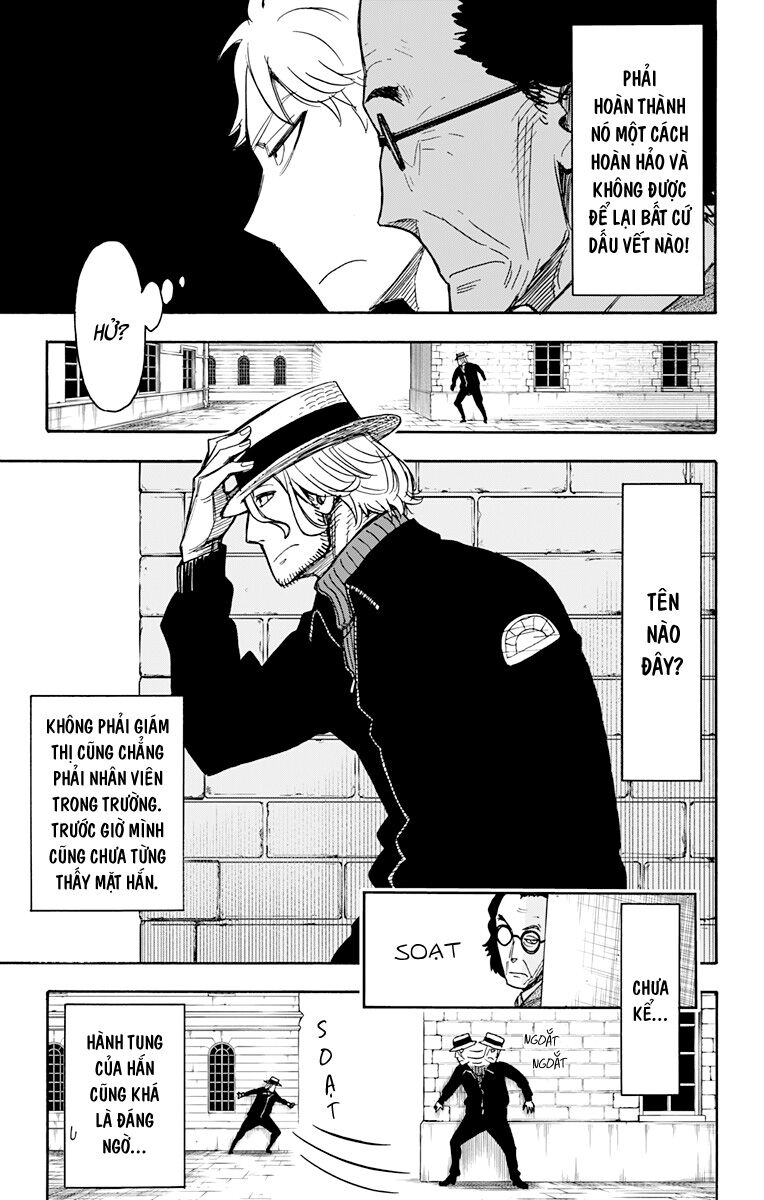 PHẢI
HOÀN THÀNH
NÓ MỘT CÁCH
HOÀN HẢO VÀ
KHÔNG ĐƯỢC
ĐỂ LẠI BẤT CỨ
DẤU VẾT NÀO!
HỬ?
TÊN
NÀO
ĐÂY?
KHÔNG PHẢI GIÁM
THỊ CŨNG CHẲNG
PHẢI NHÂN VIÊN
TRONG TRƯỜNG.
TRƯỚC GIỜ MÌNH
CŨNG CHƯA TỪNG
THẤY MẶT HẮN.
CHƯA
KỂ...
SOẠT
NGOẮT
NGOẮT
SOẠT
HÀNH TUNG
CỦA HẮN
CŨNG KHÁ
LÀ ĐÁNG
NGỜ...